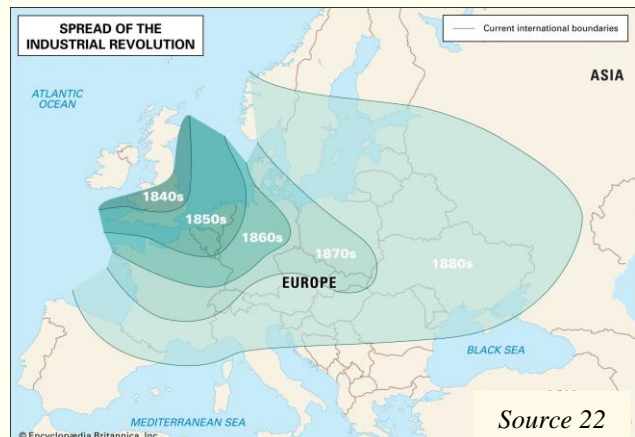 SPREAD OF THE
INDUSTRIAL REVOLUTION
Current international boundaries
ASIA
ATLANTIC
OCEAN
1840s
1850s
1860s
1870s
1880s
EUROPE
BLACK SEA
MEDITERRANEAN SEA
Source 22
© Encyclopædia Britannica, Inc.